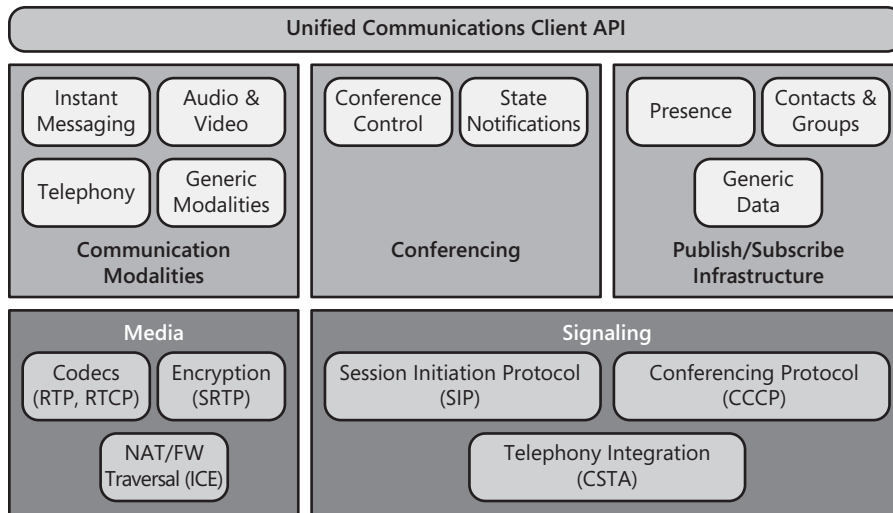 Unified Communications Client API
Instant
Messaging
Audio &
Video
Telephony
Generic
Modalities
Communication
Modalities
Conference
Control
State
Notifications
Conferencing
Presence
Contacts &
Groups
Generic
Data
Publish/Subscribe
Infrastructure
Media
Codecs
(RTP, RTCP)
Encryption
(SRTP)
NAT/FW
Traversal (ICE)
Signaling
Session Initiation Protocol
(SIP)
Conferencing Protocol
(CCCP)
Telephony Integration
(CSTA)